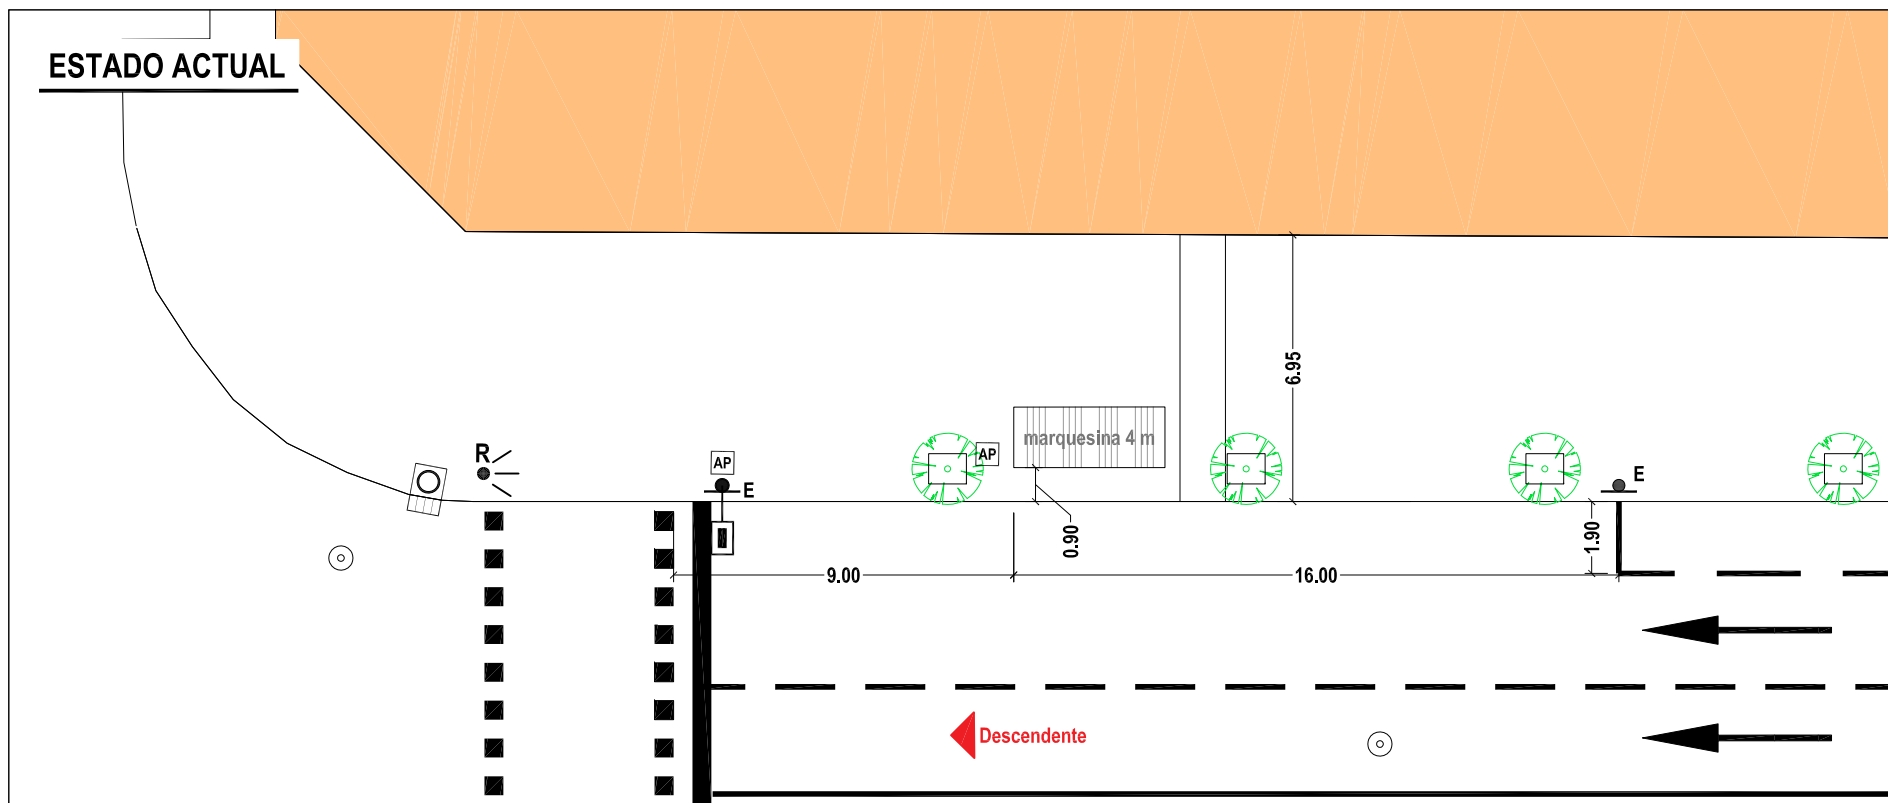 ESTADO ACTUAL
6.95
marquesina 4 m
R
AP
E
AP
E
0.90
1.90
9.00
16.00
Descendente